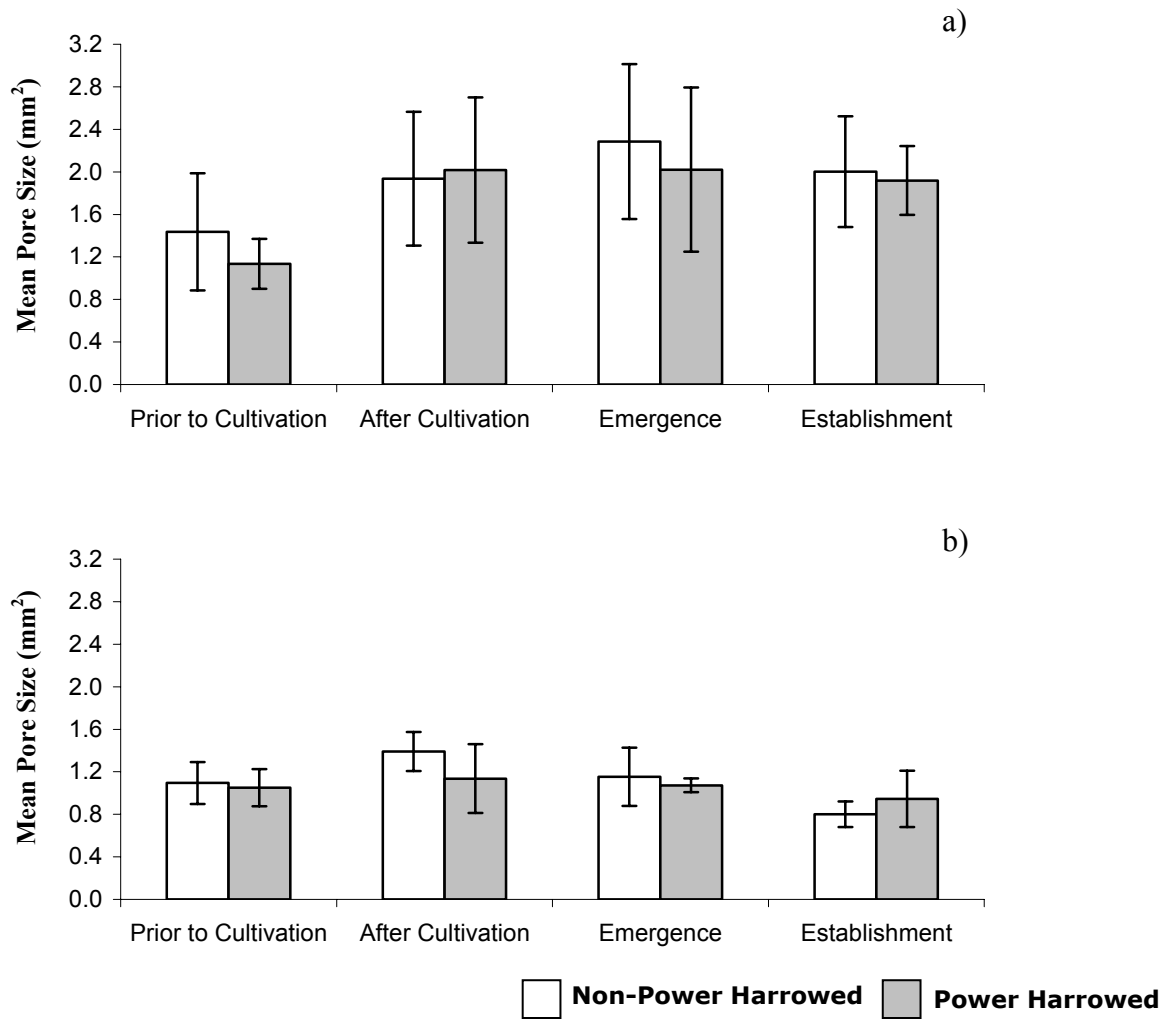 a)
Mean Pore Size (mm²)
3.2
2.8
2.4
2.0
1.6
1.2
0.8
0.4
0.0
Prior to Cultivation After Cultivation Emergence Establishment
b)
Mean Pore Size (mm²)
3.2
2.8
2.4
2.0
1.6
1.2
0.8
0.4
0.0
Prior to Cultivation After Cultivation Emergence Establishment
Non-Power Harrowed Power Harrowed